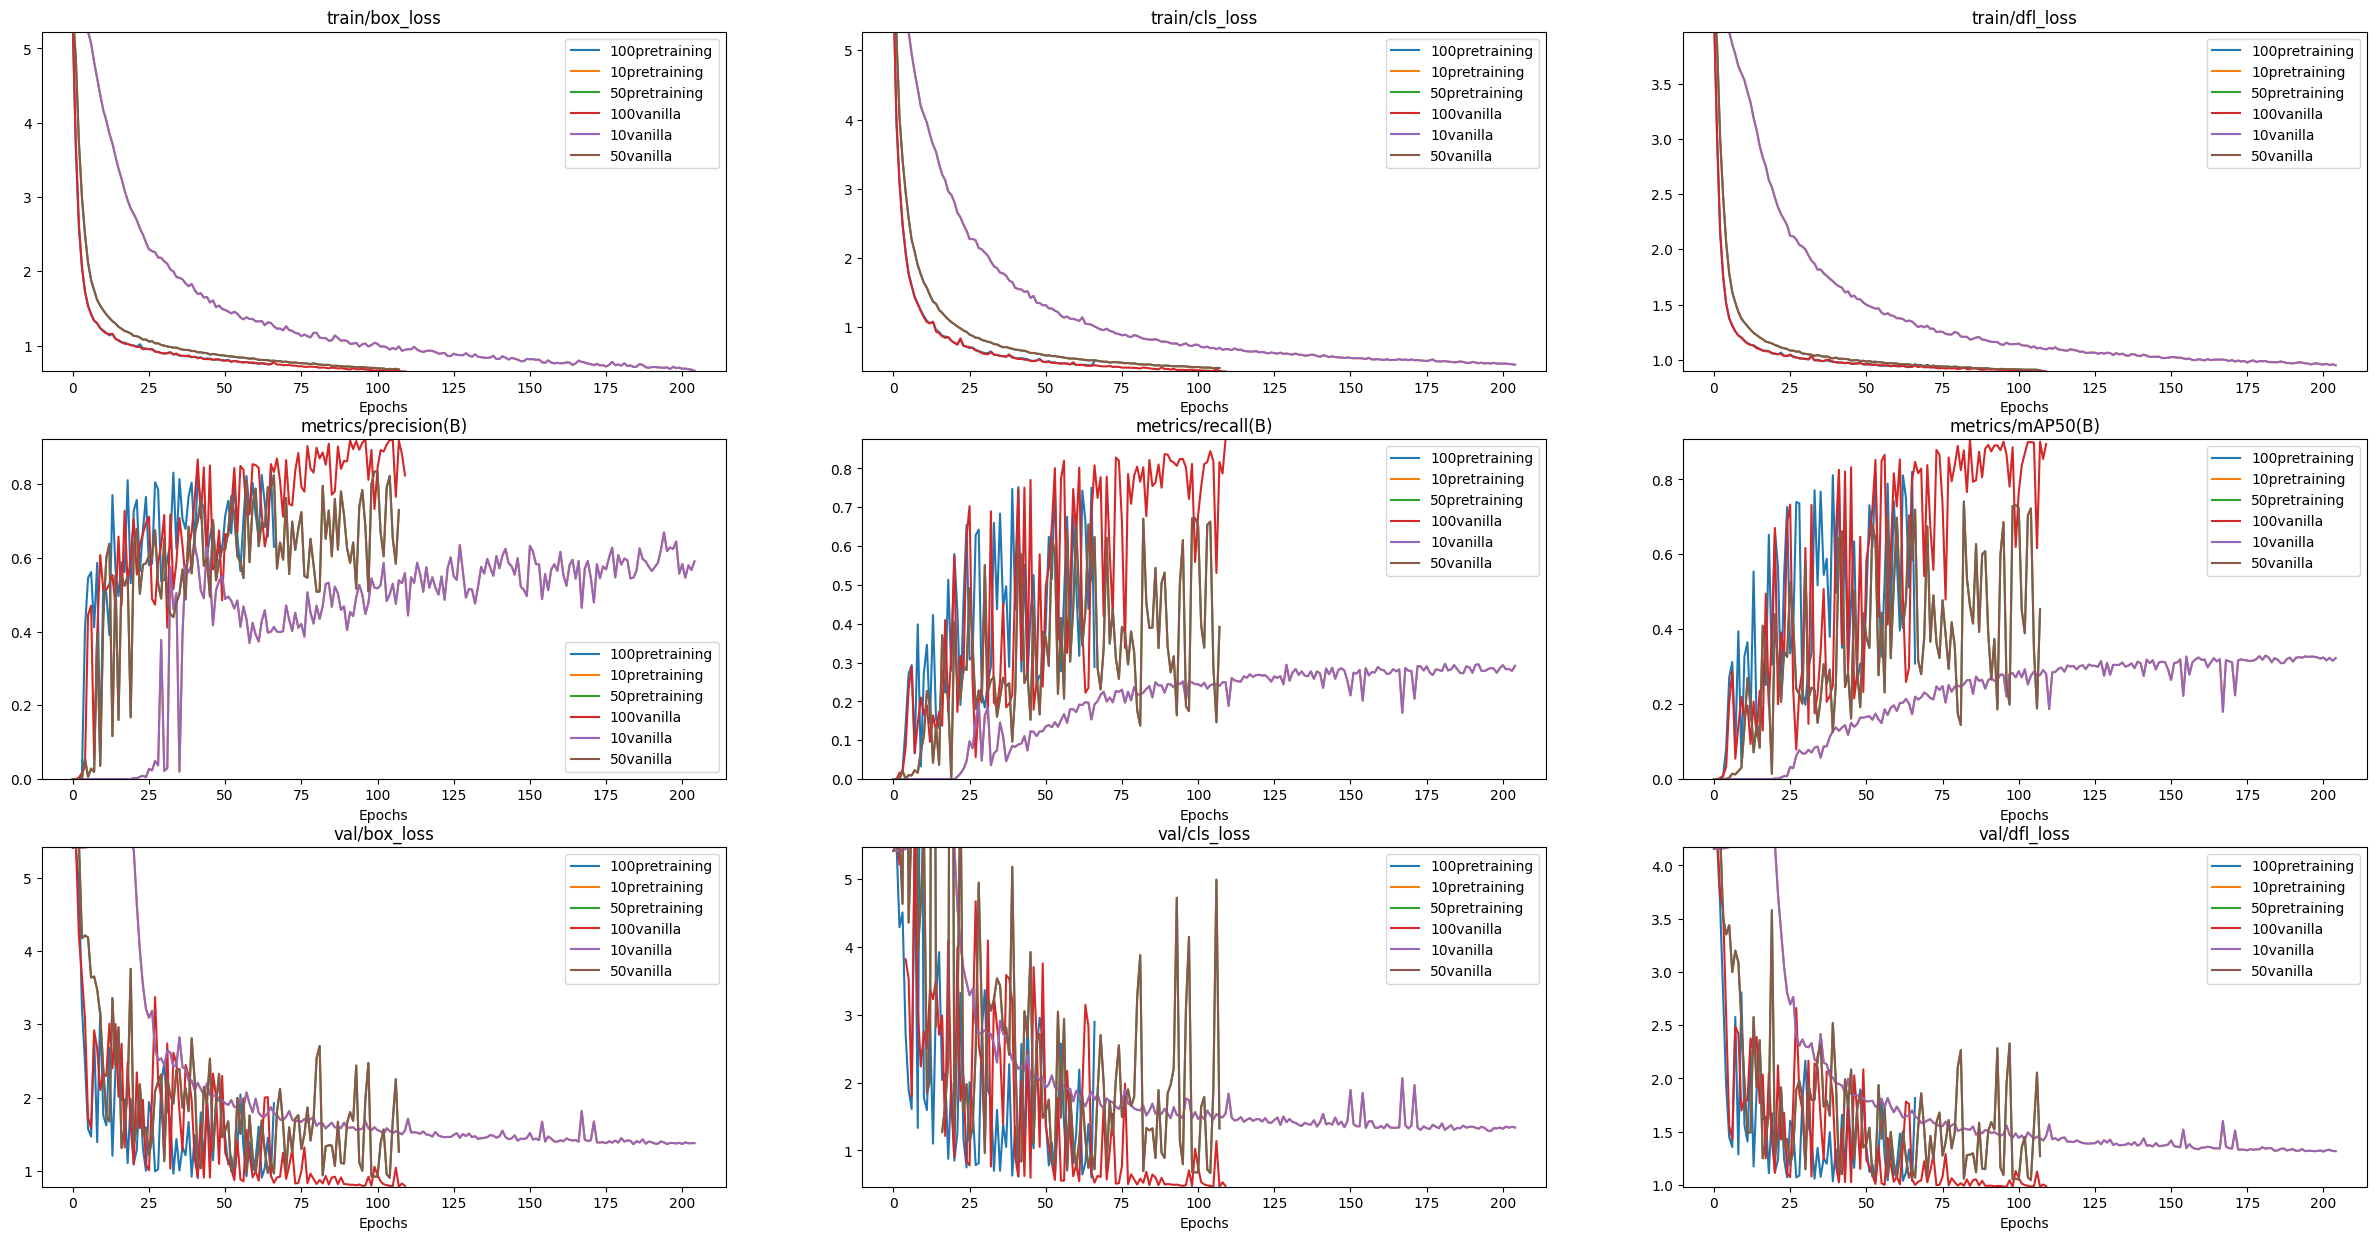 train/box_loss
5
4
3
2
1
0 25 50 75 100 125 150 175 200
Epochs
100pretraining
10pretraining
50pretraining
100vanilla
10vanilla
50vanilla
train/cls_loss
5
4
3
2
1
0 25 50 75 100 125 150 175 200
Epochs
100pretraining
10pretraining
50pretraining
100vanilla
10vanilla
50vanilla
train/dfl_loss
3.5
3.0
2.5
2.0
1.5
1.0
0 25 50 75 100 125 150 175 200
Epochs
100pretraining
10pretraining
50pretraining
100vanilla
10vanilla
50vanilla
metrics/precision(B)
0.8
0.6
0.4
0.2
0.0
0 25 50 75 100 125 150 175 200
Epochs
100pretraining
10pretraining
50pretraining
100vanilla
10vanilla
50vanilla
metrics/recall(B)
0.8
0.7
0.6
0.5
0.4
0.3
0.2
0.1
0.0
0 25 50 75 100 125 150 175 200
Epochs
100pretraining
10pretraining
50pretraining
100vanilla
10vanilla
50vanilla
metrics/mAP50(B)
0.8
0.6
0.4
0.2
0.0
0 25 50 75 100 125 150 175 200
Epochs
100pretraining
10pretraining
50pretraining
100vanilla
10vanilla
50vanilla
val/box_loss
5
4
3
2
1
0 25 50 75 100 125 150 175 200
Epochs
100pretraining
10pretraining
50pretraining
100vanilla
10vanilla
50vanilla
val/cls_loss
5
4
3
2
1
0 25 50 75 100 125 150 175 200
Epochs
100pretraining
10pretraining
50pretraining
100vanilla
10vanilla
50vanilla
val/dfl_loss
4.0
3.5
3.0
2.5
2.0
1.5
1.0
0 25 50 75 100 125 150 175 200
Epochs
100pretraining
10pretraining
50pretraining
100vanilla
10vanilla
50vanilla